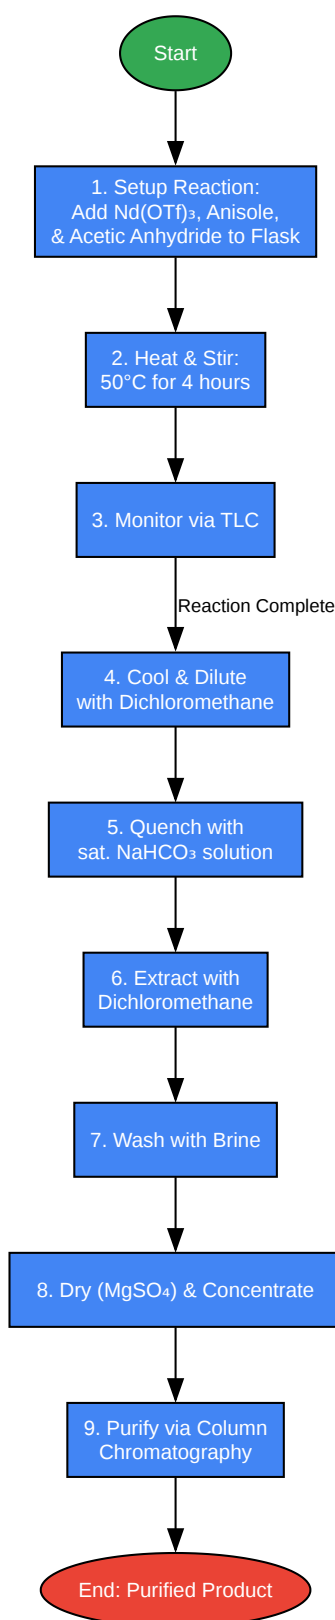 Start
1. Setup Reaction:
Add Nd(OTf)₃, Anisole,
& Acetic Anhydride to Flask
2. Heat & Stir:
50°C for 4 hours
3. Monitor via TLC
Reaction Complete
4. Cool & Dilute
with Dichloromethane
5. Quench with
sat. NaHCO₃ solution
6. Extract with
Dichloromethane
7. Wash with Brine
8. Dry (MgSO₄) & Concentrate
9. Purify via Column
Chromatography
End: Purified Product